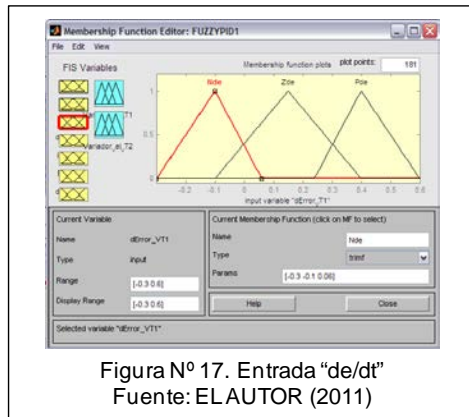 Membership Function Editor: FUZZYPID1
File Edit View
FIS Variables
Membership function plots plot points: 181
Nde Zde Pde
1
0.5
0
-0.2 -0.1 0 0.1 0.2 0.3 0.4 0.5 0.6
input variable "dError_VT1"
Current Variable
Name dError_VT1
Type input
Range [-0.3 0.6]
Display Range [-0.3 0.6]
Current Membership Function (click on MF to select)
Name Nde
Type trimf
Params [-0.3 -0.1 0.06]
Help Close
Selected variable "dError_VT1"
Figura Nº 17. Entrada “de/dt”
Fuente: EL AUTOR (2011)